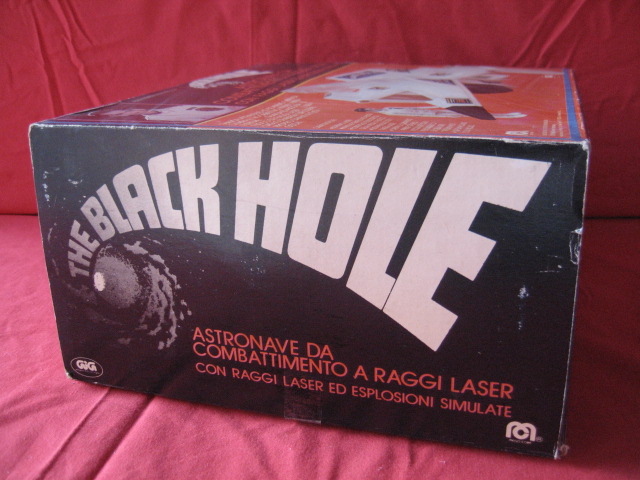 THE BLACK HOLE
ASTRONAVE DA
COMBATTIMENTO A RAGGI LASER
CON RAGGI LASER ED ESPLOSIONI SIMULATE
GiG